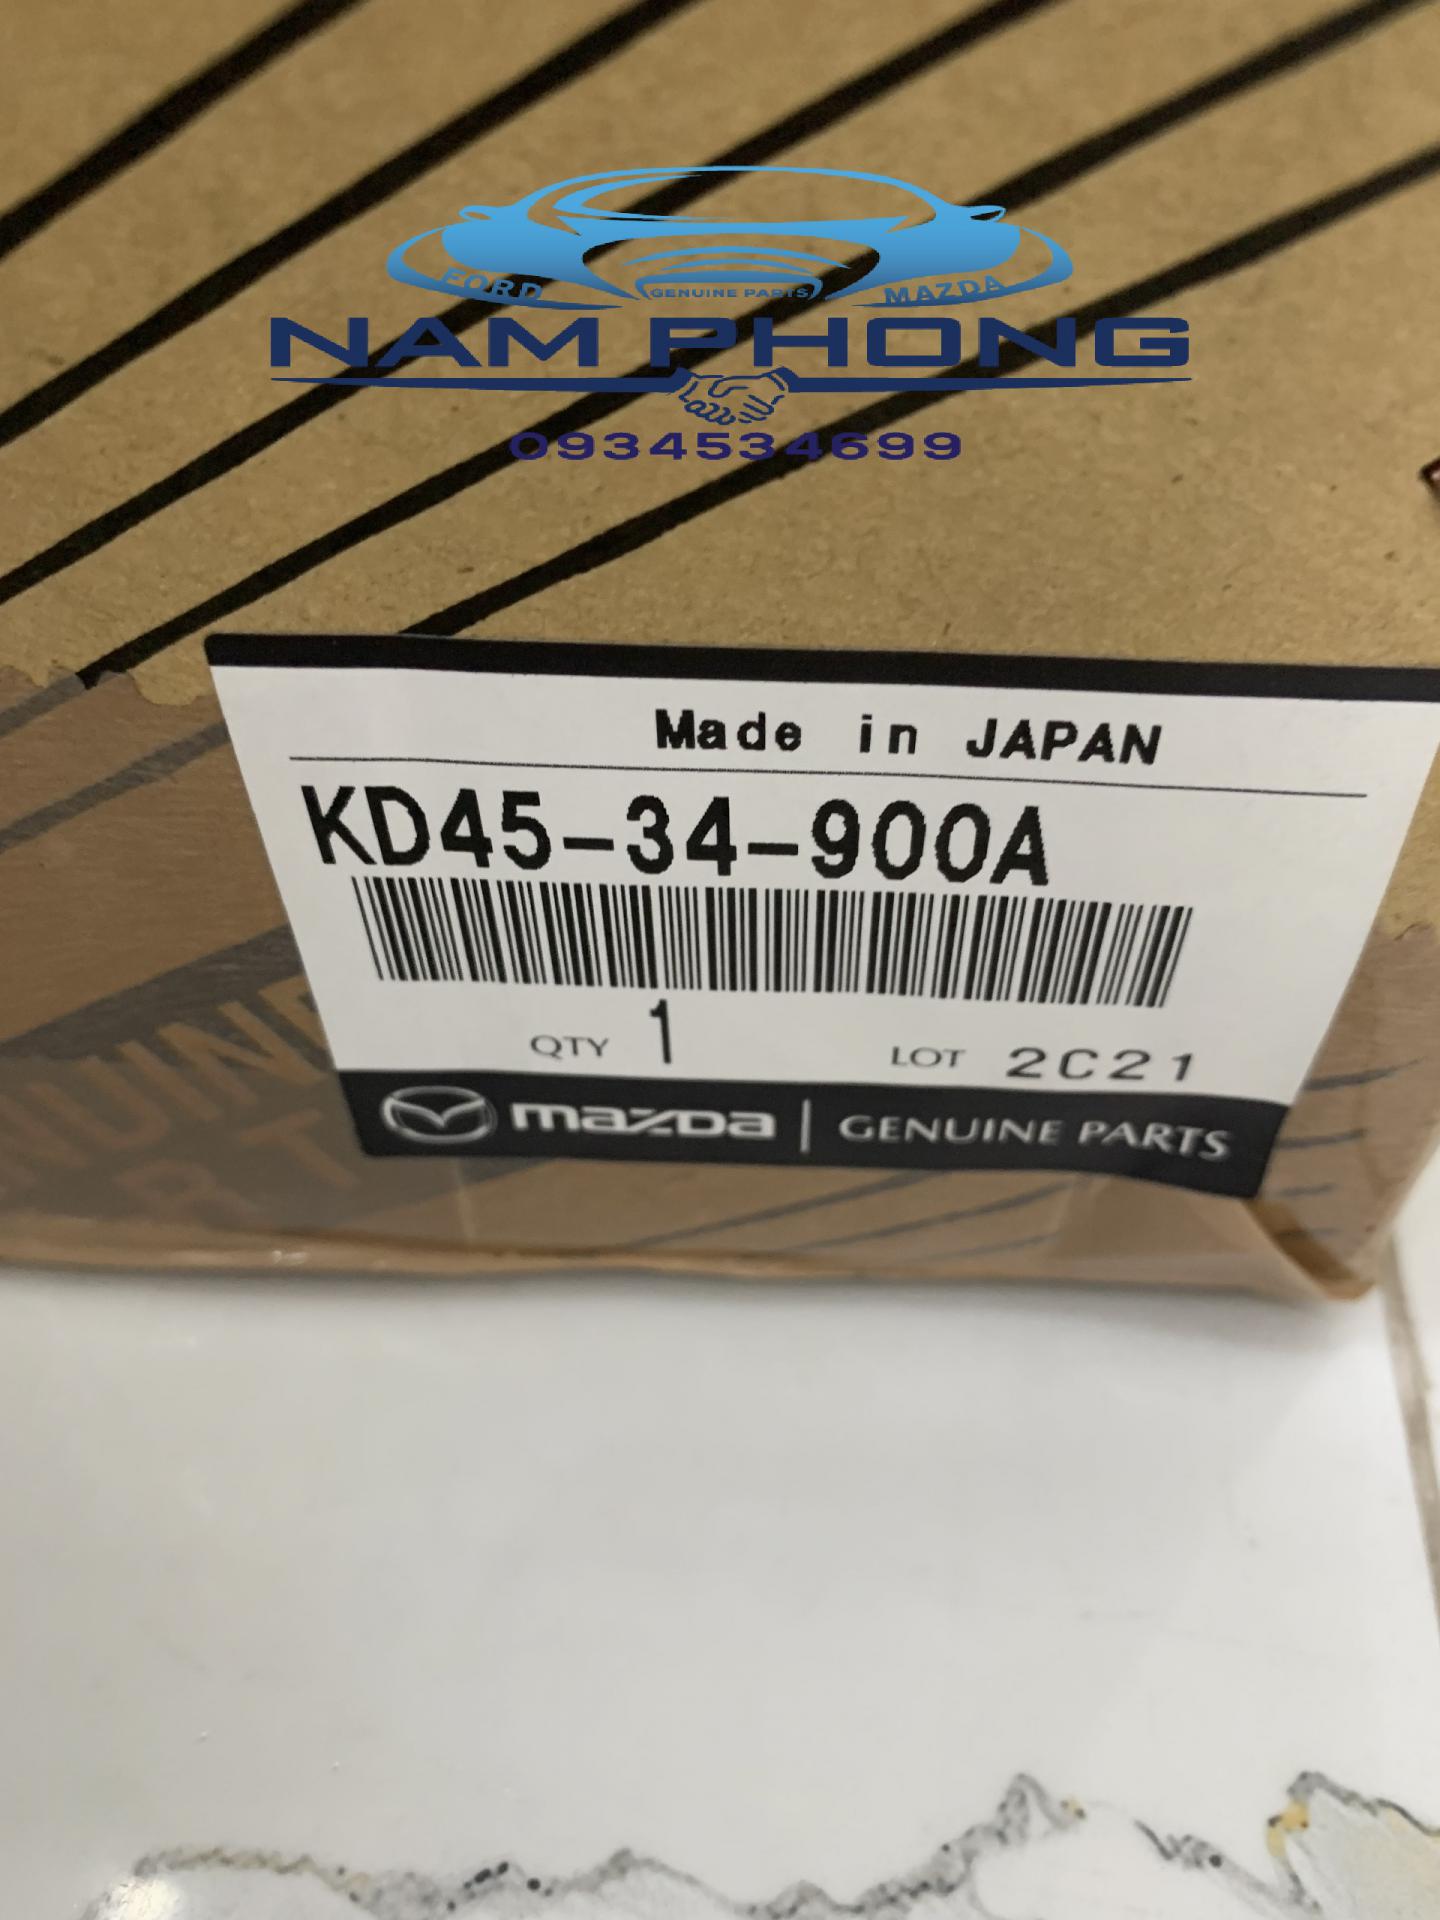 FORD
GENUINE PARTS
MAZDA
NAM PHONG
0934534699
Made in JAPAN
KD45-34-900A
QTY 1
LOT 2C21
mazda | GENUINE PARTS